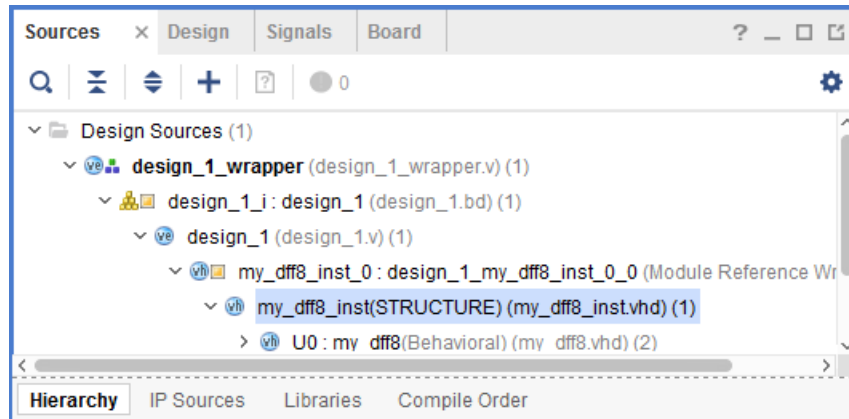 Sources × Design Signals Board ?
0
Design Sources (1)
design_1_wrapper (design_1_wrapper.v) (1)
design_1_i : design_1 (design_1.bd) (1)
design_1 (design_1.v) (1)
my_dff8_inst_0 : design_1_my_dff8_inst_0_0 (Module Reference
my_dff8_inst(STRUCTURE) (my_dff8_inst.vhd) (1)
U0 : my_dff8(Behavioral) (my_dff8.vhd) (2)
Hierarchy IP Sources Libraries Compile Order